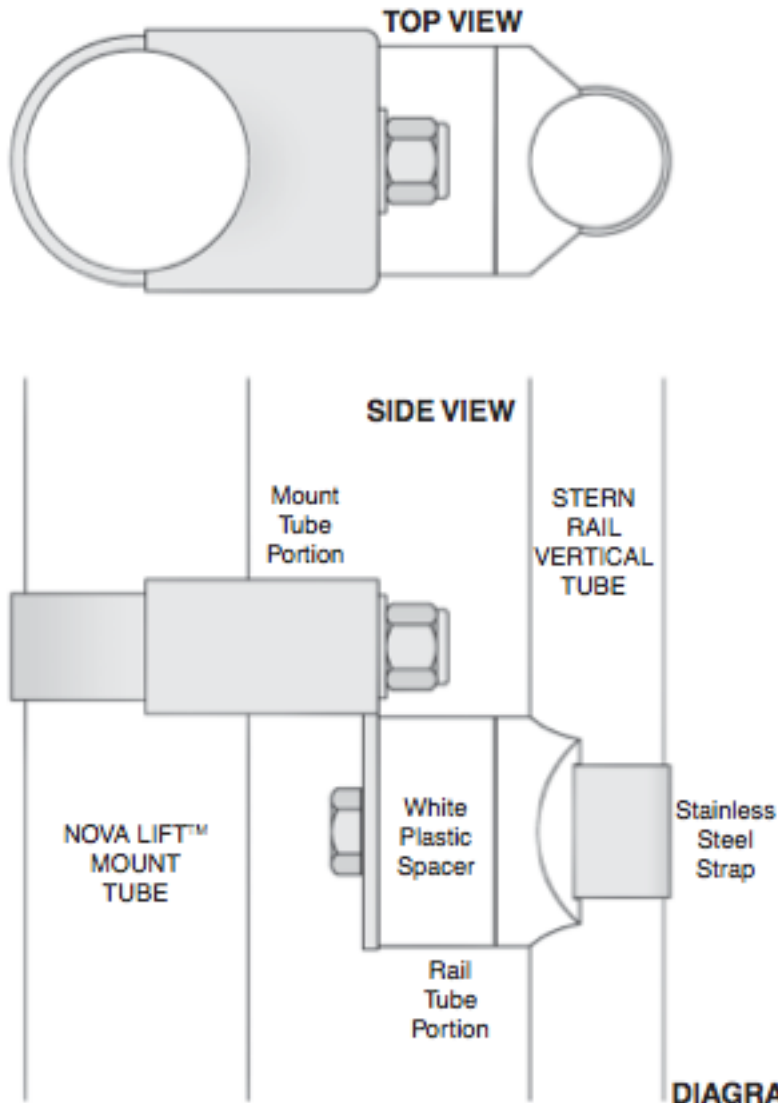 TOP VIEW
SIDE VIEW
Mount
Tube
Portion
STERN
RAIL
VERTICAL
TUBE
NOVA LIFT™
MOUNT
TUBE
White
Plastic
Spacer
Stainless
Steel
Strap
Rail
Tube
Portion
DIAGRA